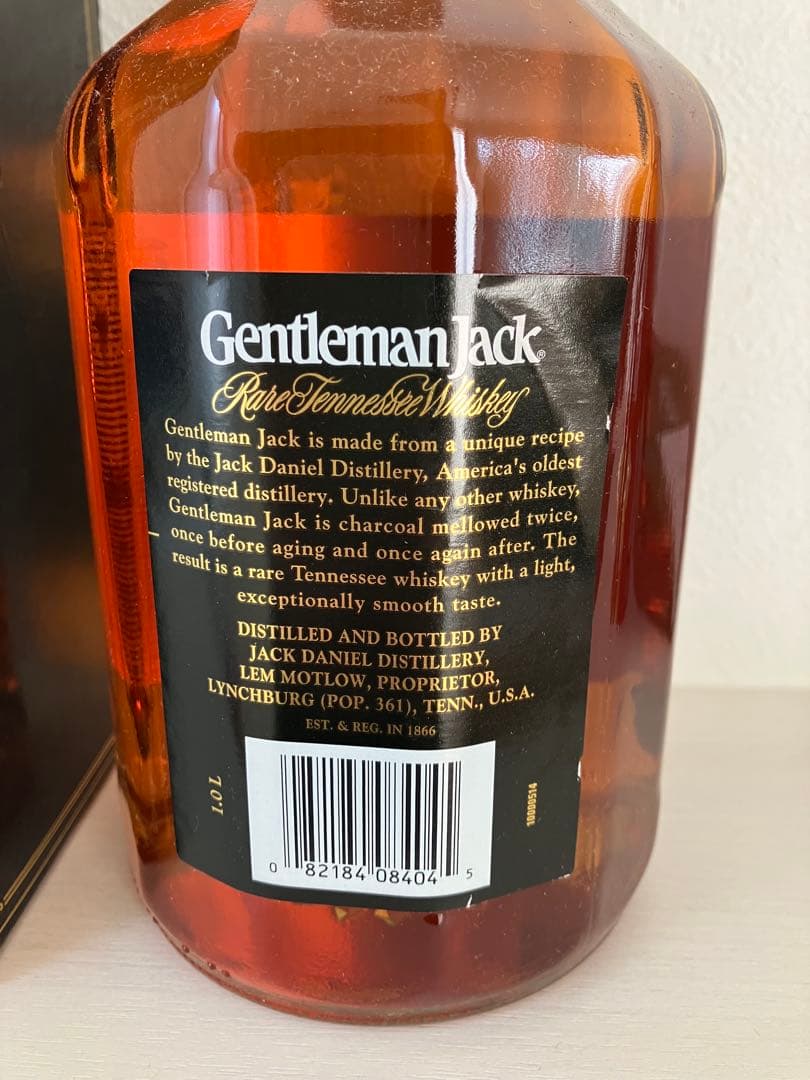 Gentleman Jack®
Rare Tennessee Whiskey
Gentleman Jack is made from a unique recipe
by the Jack Daniel Distillery, America's oldest
registered distillery. Unlike any other whiskey,
Gentleman Jack is charcoal mellowed twice,
once before aging and once again after. The
result is a rare Tennessee whiskey with a light,
exceptionally smooth taste.
DISTILLED AND BOTTLED BY
JACK DANIEL DISTILLERY,
LEM MOTLOW, PROPRIETOR,
LYNCHBURG (POP. 361), TENN., U.S.A.
EST. & REG. IN 1866
1.0 L
10000514
0 82184 08404 5